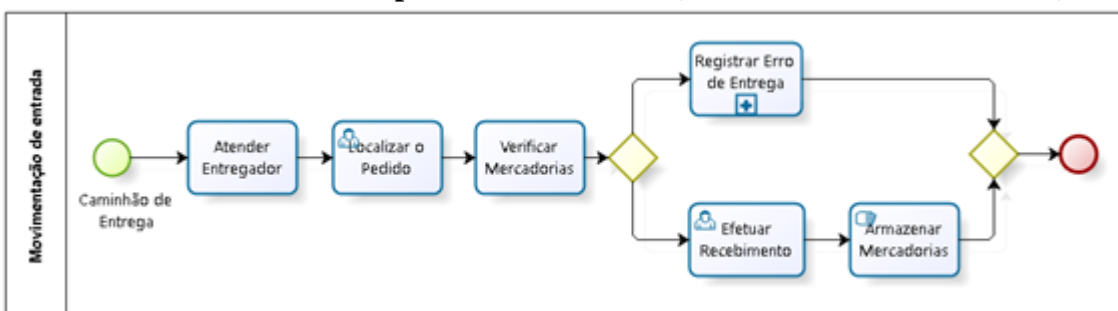 Movimentação de entrada
Caminhão de
Entrega
Atender
Entregador
Localizar o
Pedido
Verificar
Mercadorias
Registrar Erro
de Entrega
Efetuar
Recebimento
Armazenar
Mercadorias